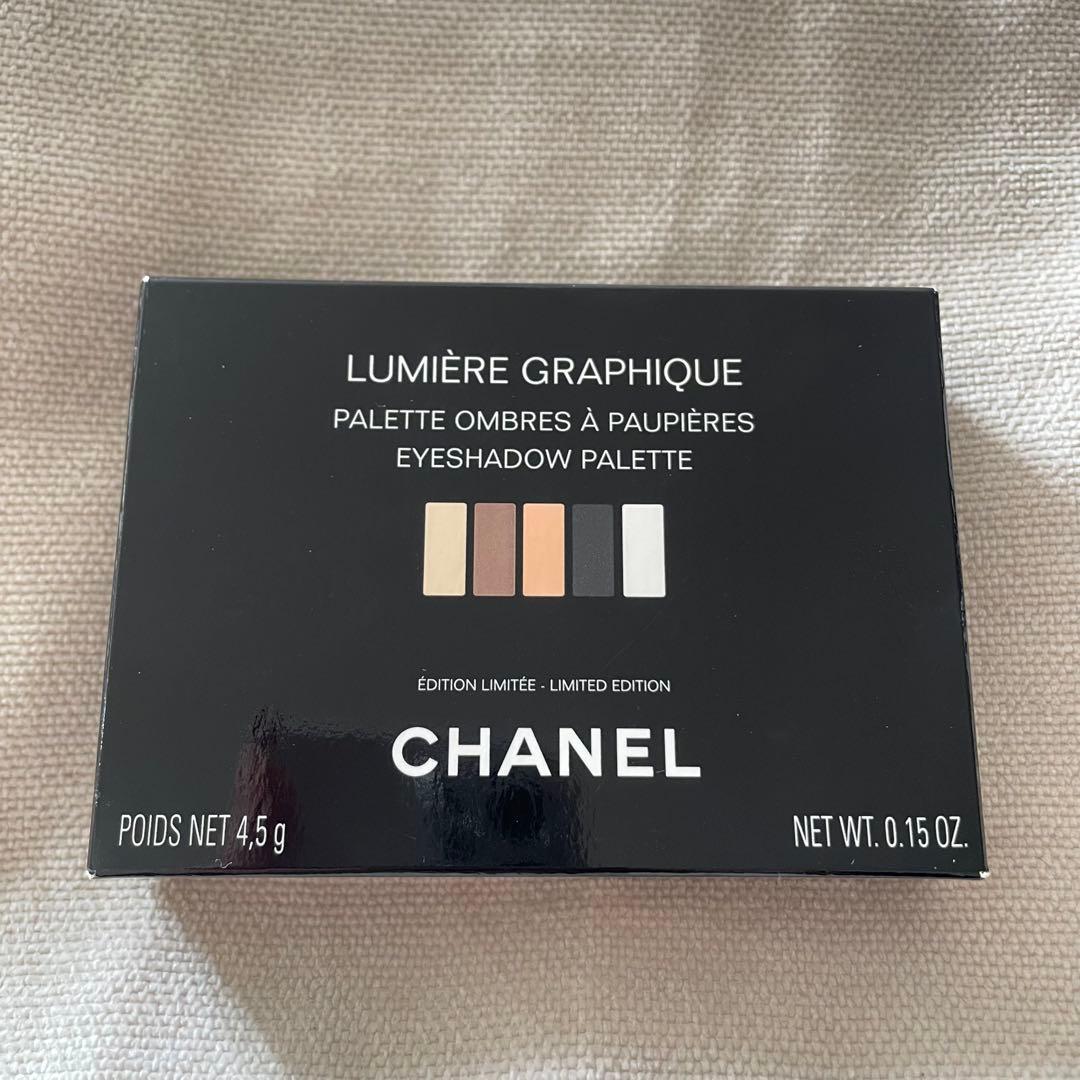 LUMIÈRE GRAPHIQUE
PALETTE OMBRES À PAUPIÈRES
EYESHADOW PALETTE
ÉDITION LIMITÉE - LIMITED EDITION
CHANEL
POIDS NET 4,5 g
NET WT. 0.15 OZ.